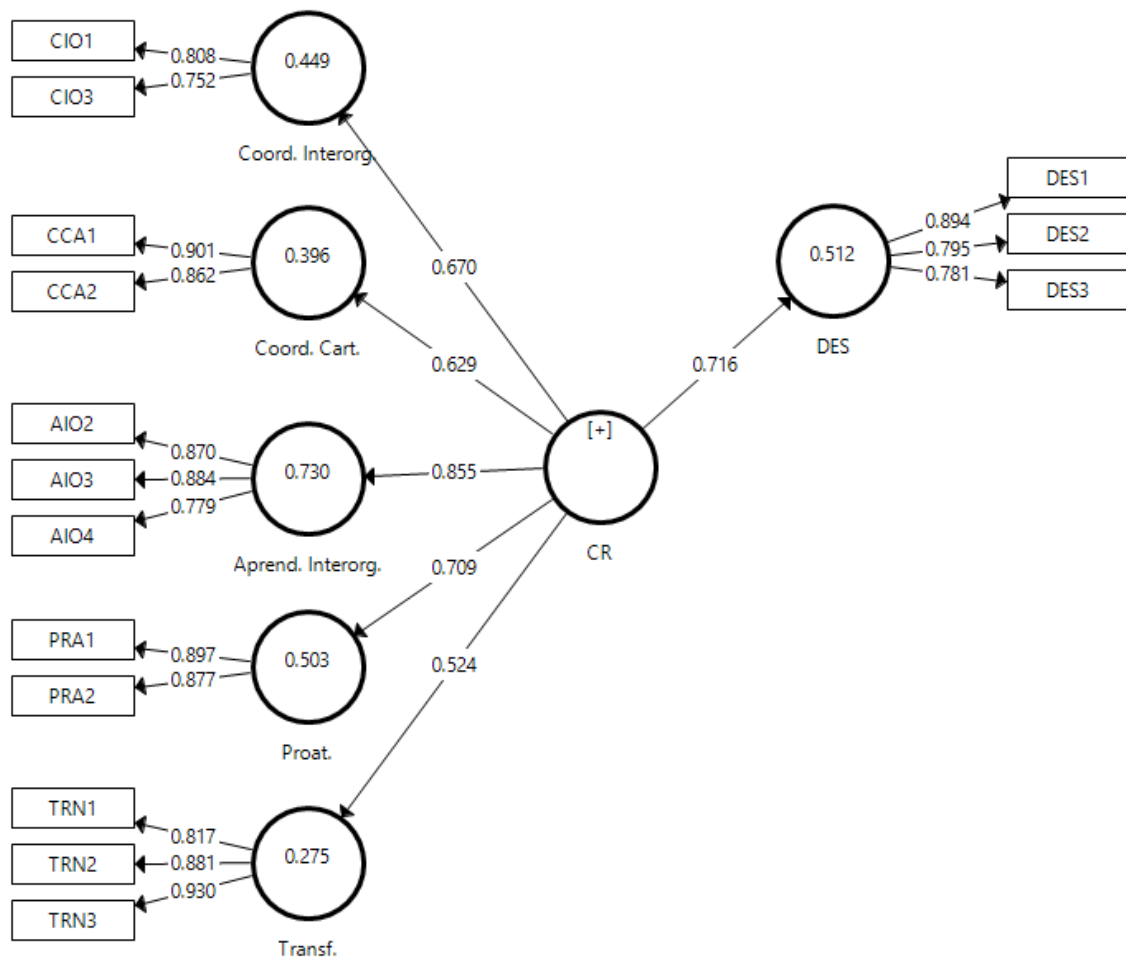 CIO1
0.808
0.752
CIO3
0.449
Coord. Interorg.
CCA1
0.901
0.862
CCA2
0.396
Coord. Cart.
AIO2
0.870
AIO3
0.884
0.779
AIO4
0.730
Aprend. Interorg.
PRA1
0.897
0.877
PRA2
0.503
Proat.
TRN1
0.817
TRN2
0.881
0.930
TRN3
0.275
Transf.
0.670
0.629
0.855
0.709
0.524
[+]
CR
0.716
0.512
DES
0.894
0.795
0.781
DES1
DES2
DES3